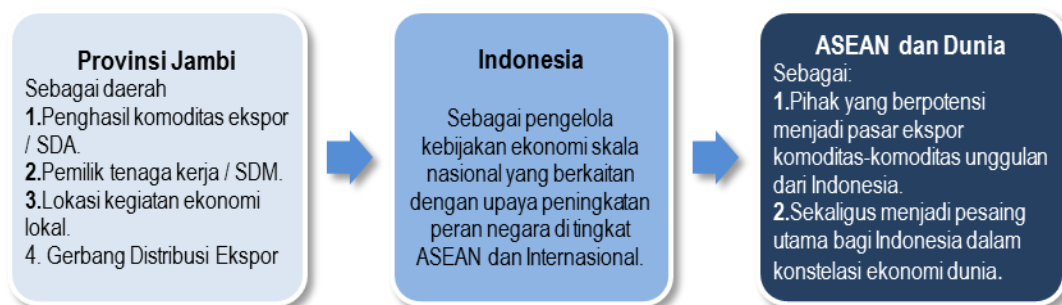 Provinsi Jambi
Sebagai daerah
1.Penghasil komoditas ekspor
/ SDA.
2.Pemilik tenaga kerja / SDM.
3.Lokasi kegiatan ekonomi
lokal.
4. Gerbang Distribusi Ekspor
Indonesia
Sebagai pengelola
kebijakan ekonomi skala
nasional yang berkaitan
dengan upaya peningkatan
peran negara di tingkat
ASEAN dan Internasional.
ASEAN dan Dunia
Sebagai:
1.Pihak yang berpotensi
menjadi pasar ekspor
komoditas-komoditas unggulan
dari Indonesia.
2.Sekaligus menjadi pesaing
utama bagi Indonesia dalam
konstelasi ekonomi dunia.